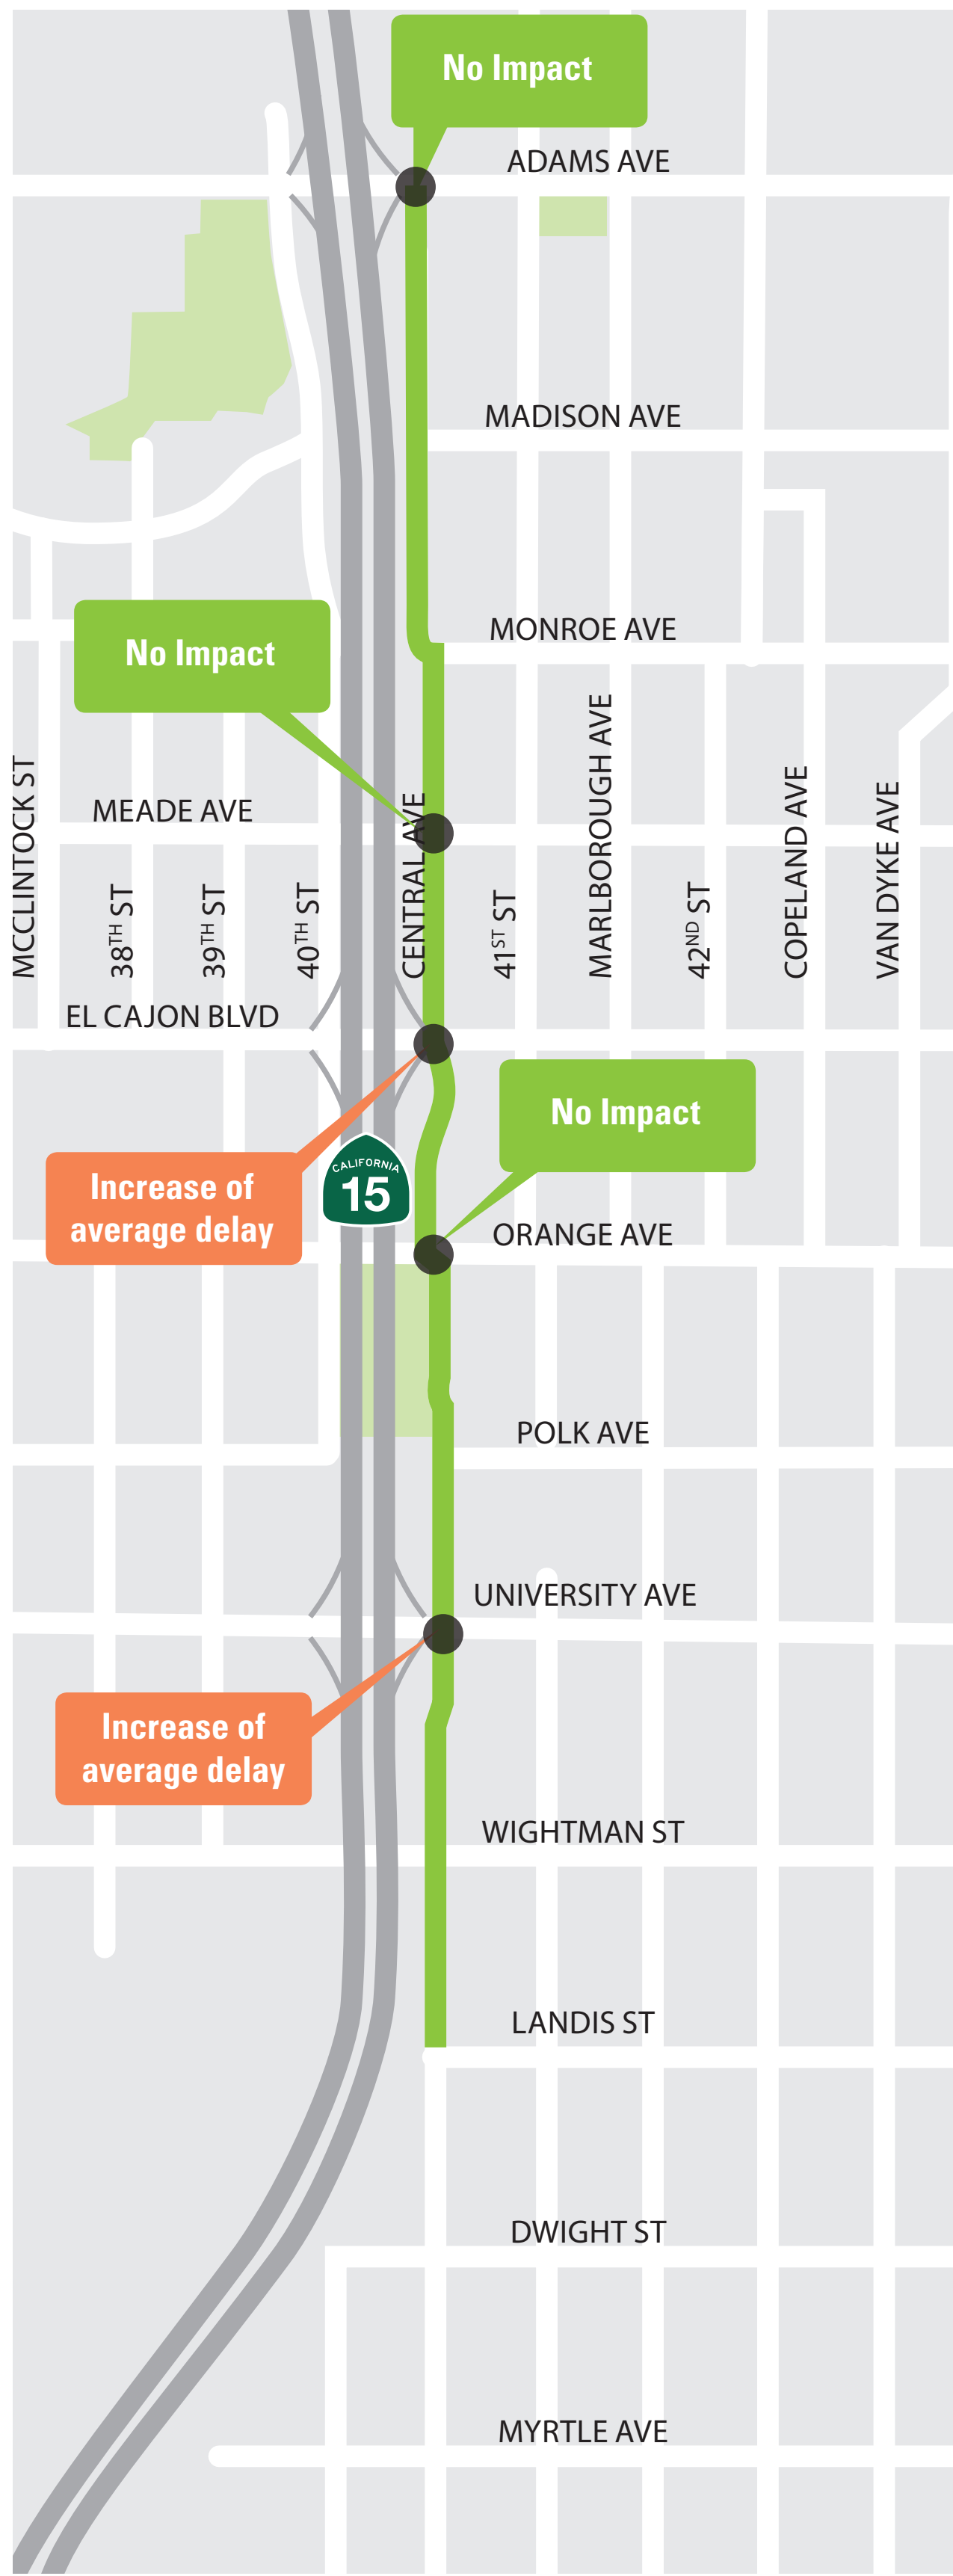 No Impact
ADAMS AVE
MADISON AVE
MONROE AVE
No Impact
MCCLINTOCK ST
MEADE AVE
38TH ST
39TH ST
40TH ST
CENTRAL AVE
41ST ST
MARLBOROUGH AVE
42ND ST
COPELAND AVE
VAN DYKE AVE
EL CAJON BLVD
No Impact
Increase of
average delay
CALIFORNIA
15
ORANGE AVE
POLK AVE
UNIVERSITY AVE
Increase of
average delay
WIGHTMAN ST
LANDIS ST
DWIGHT ST
MYRTLE AVE